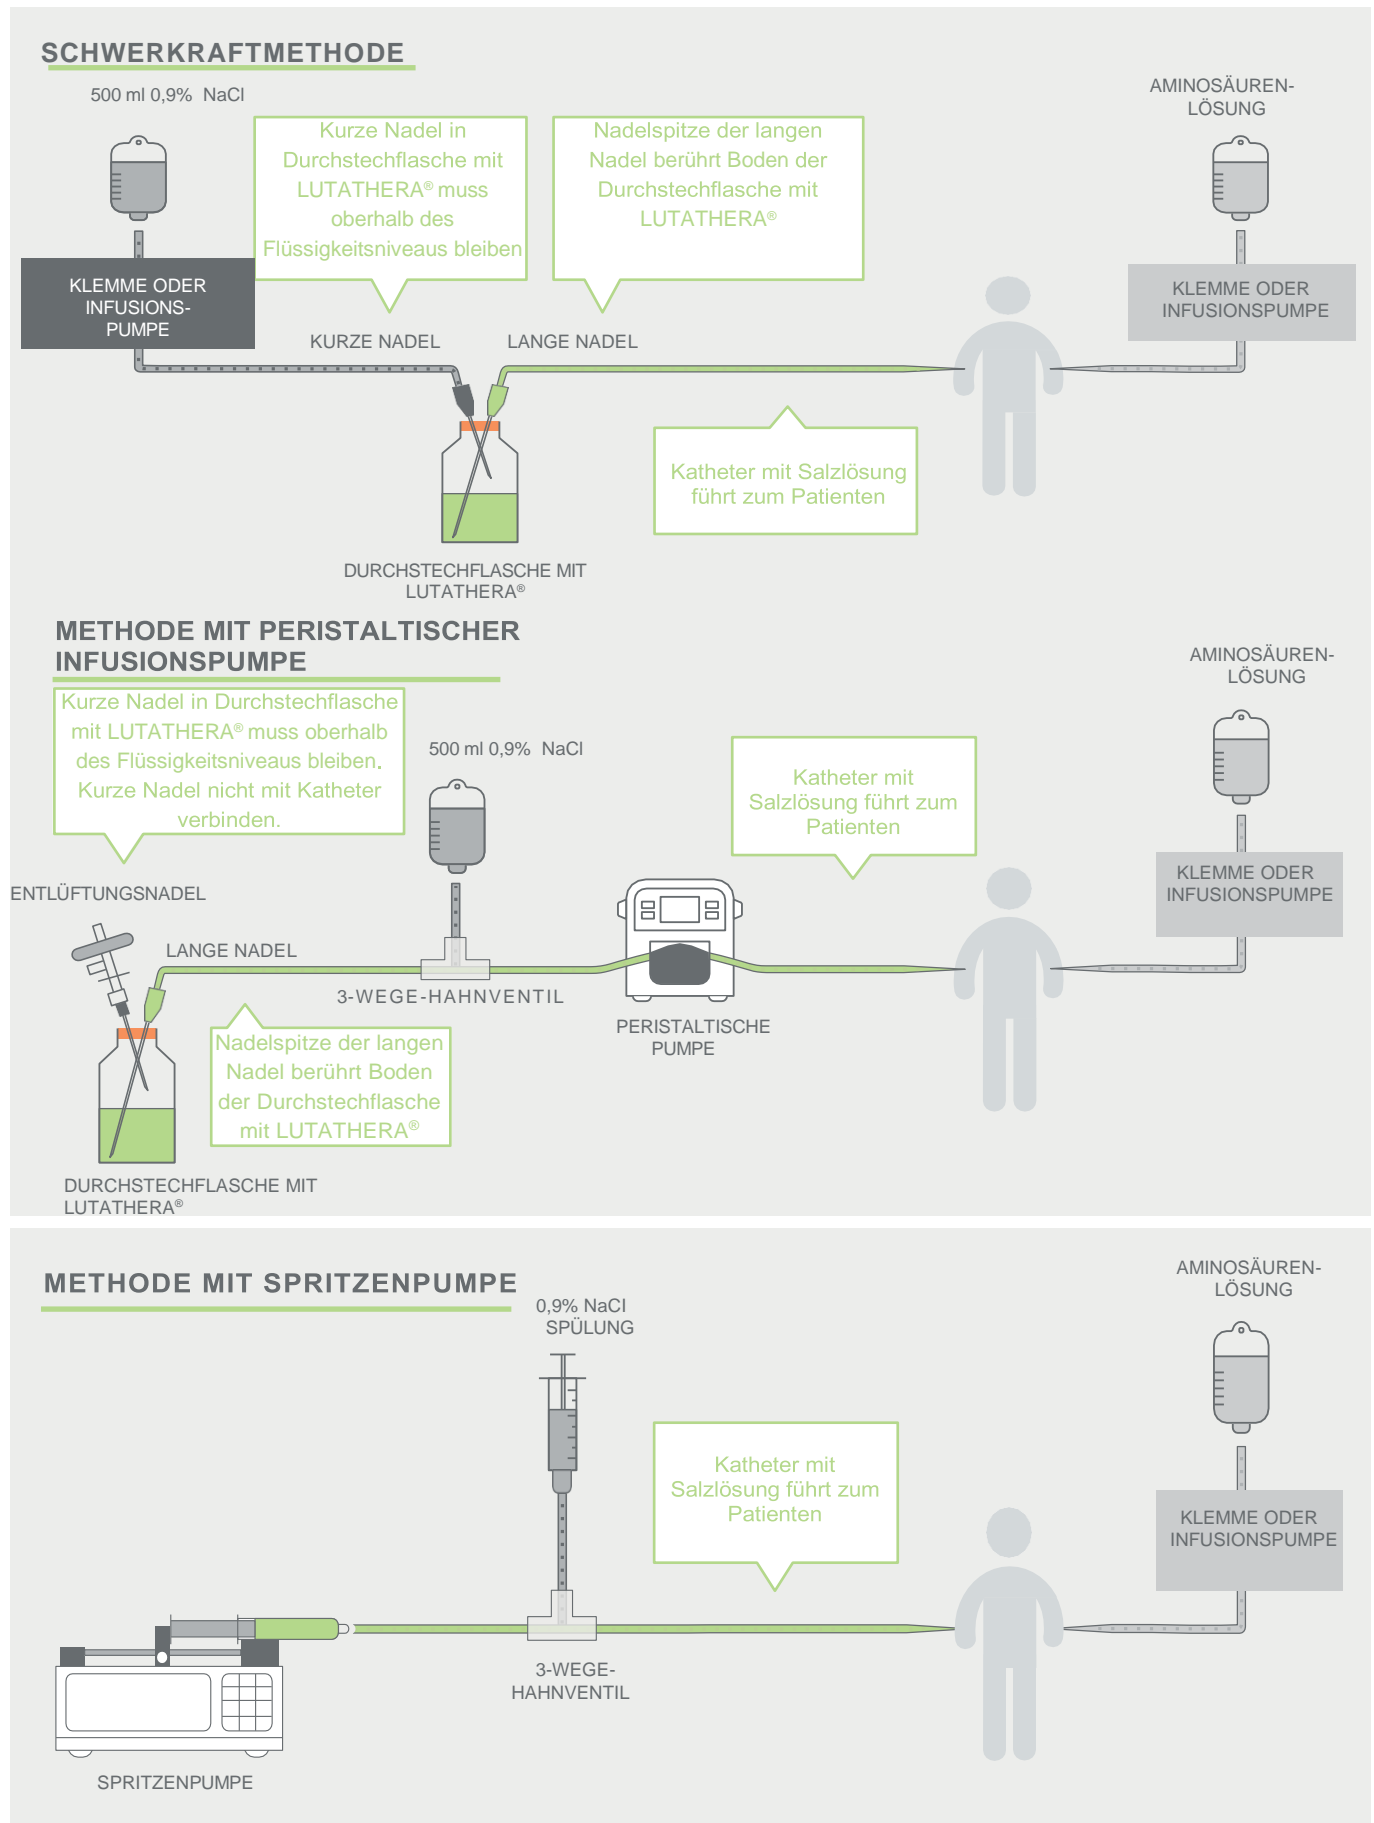 SCHWERKRAFTMETHODE
500 ml 0,9% NaCl
Kurze Nadel in
Durchstechflasche mit
LUTATHERA® muss
oberhalb des
Flüssigkeitsniveaus bleiben
Nadelspitze der langen
Nadel berührt Boden der
Durchstechflasche mit
LUTATHERA®
AMINOSÄUREN-
LÖSUNG
KLEMME ODER
INFUSIONS-
PUMPE
KLEMME ODER
INFUSIONSPUMPE
KURZE NADEL
LANGE NADEL
Katheter mit Salzlösung
führt zum Patienten
DURCHSTECHFLASCHE MIT
LUTATHERA®
METHODE MIT PERISTALTISCHER
INFUSIONSPUMPE
Kurze Nadel in Durchstechflasche
mit LUTATHERA® muss oberhalb
des Flüssigkeitsniveaus bleiben.
Kurze Nadel nicht mit Katheter
verbinden.
500 ml 0,9% NaCl
Katheter mit
Salzlösung führt zum
Patienten
AMINOSÄUREN-
LÖSUNG
KLEMME ODER
INFUSIONSPUMPE
ENTLÜFTUNGSNADEL
LANGE NADEL
3-WEGE-HAHNVENTIL
PERISTALTISCHE
PUMPE
Nadelspitze der langen
Nadel berührt Boden
der Durchstechflasche
mit LUTATHERA®
DURCHSTECHFLASCHE MIT
LUTATHERA®
METHODE MIT SPRITZENPUMPE
0,9% NaCl
SPÜLUNG
AMINOSÄUREN-
LÖSUNG
Katheter mit
Salzlösung führt zum
Patienten
KLEMME ODER
INFUSIONSPUMPE
3-WEGE-
HAHNVENTIL
SPRITZENPUMPE